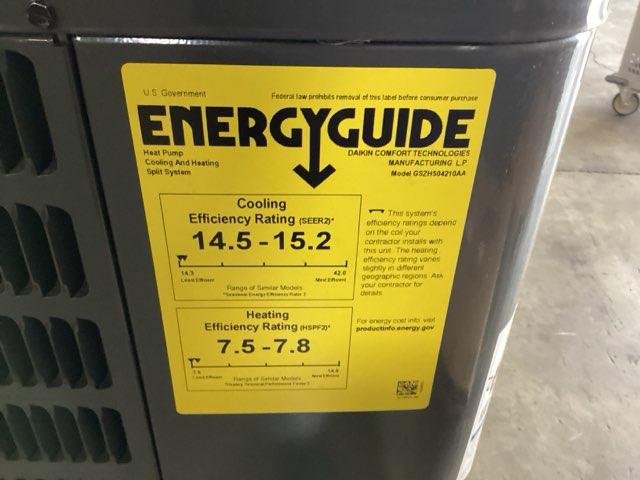 U.S. Government
Federal law prohibits removal of this label before consumer purchase
ENERGYGUIDE
Heat Pump
Cooling And Heating
Split System
DAIKIN COMFORT TECHNOLOGIES
MANUFACTURING L.P.
Model GSZH504210AA
Cooling
Efficiency Rating (SEER2)*
14.5 - 15.2
14.3
42.0
Least Efficient
Most Efficient
Range of Similar Models
*Seasonal Energy Efficiency Ratio 2
This system's
efficiency ratings depend
on the coil your
contractor installs with
this unit. The heating
efficiency rating varies
slightly in different
geographic regions. Ask
your contractor for
details.
Heating
Efficiency Rating (HSPF2)*
7.5 - 7.8
Least Efficient
Most Efficient
Range of Similar Models
For energy cost info, visit
productinfo.energy.gov